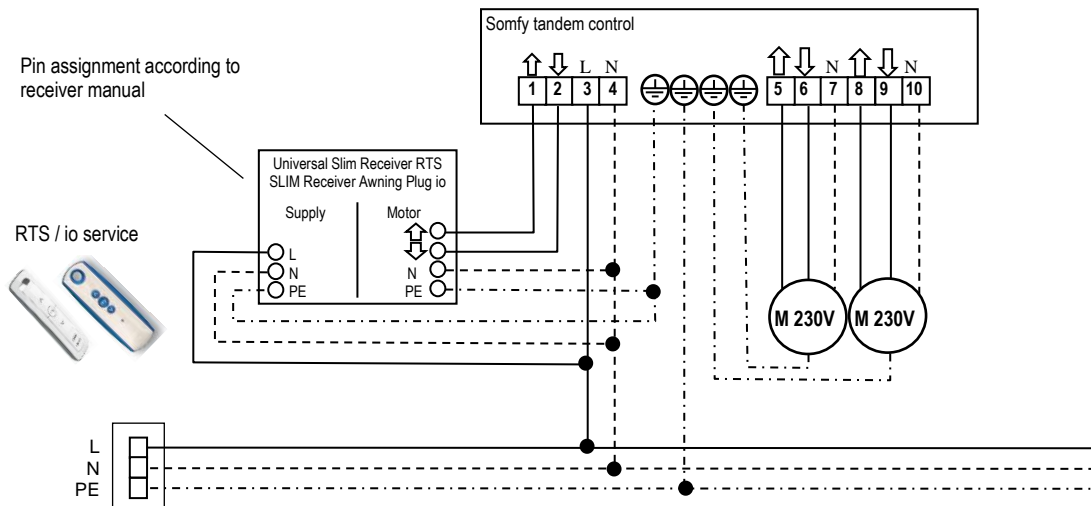 Somfy tandem control
L N N N
1 2 3 4 5 6 7 8 9 10
Pin assignment according to
receiver manual
Universal Slim Receiver RTS
SLIM Receiver Awning Plug io
Supply Motor
L
N N
PE PE
RTS / io service
M 230V M 230V
L
N
PE